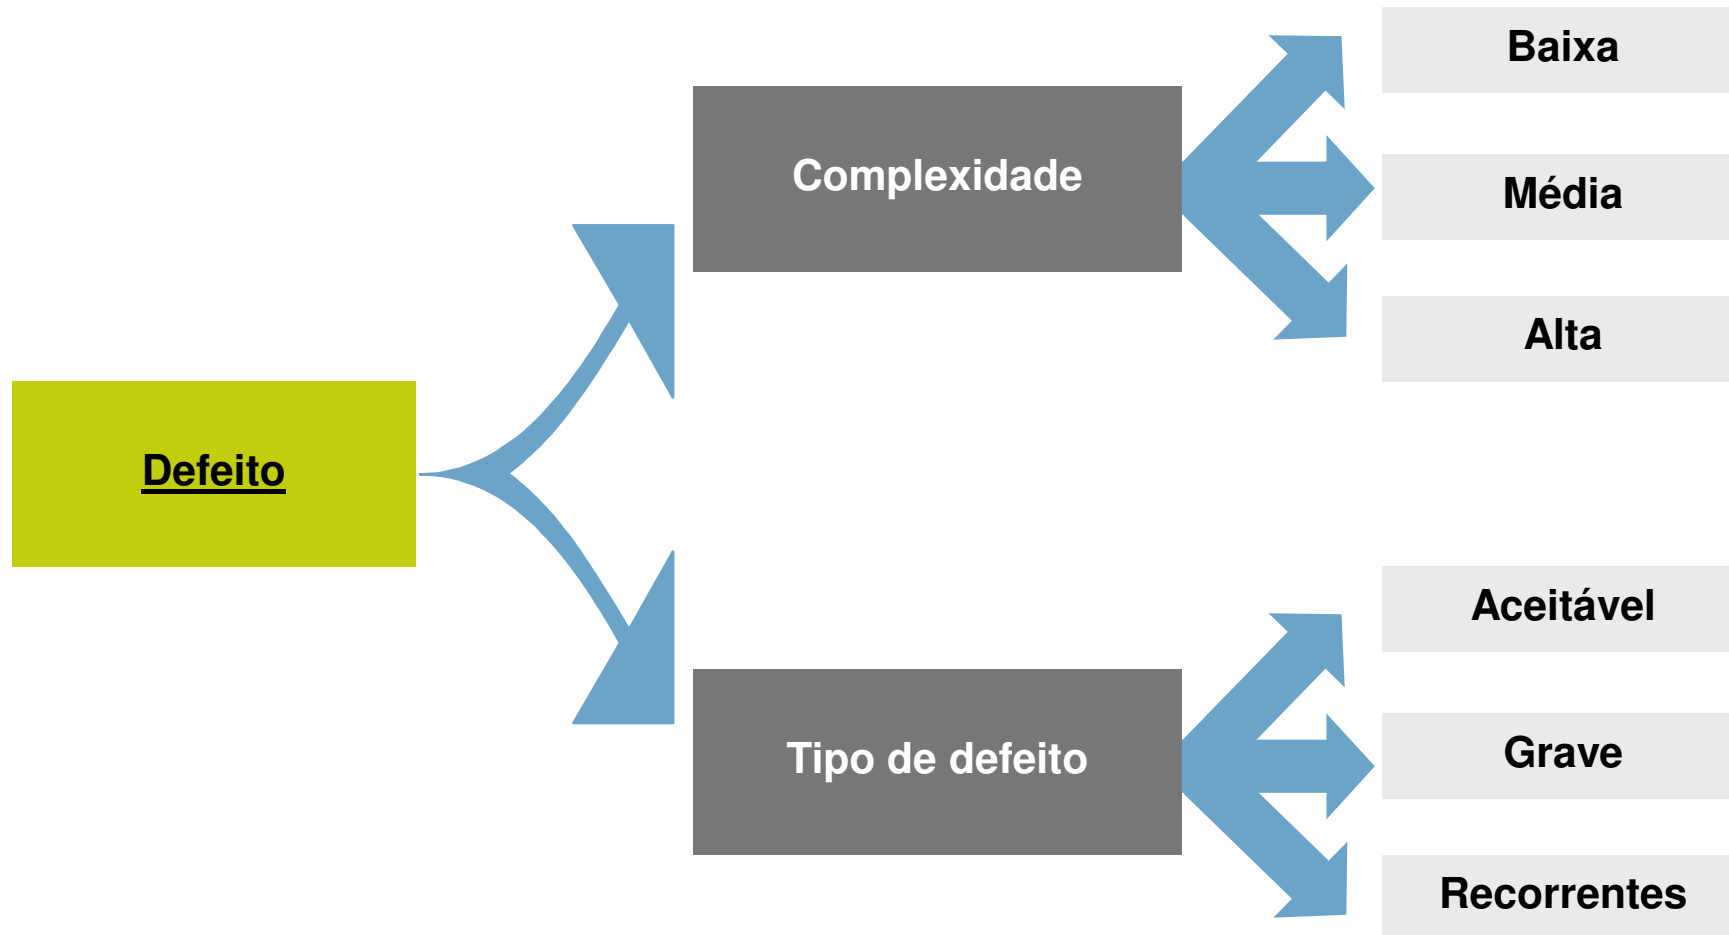 Baixa
Complexidade
Média
Alta
Defeito
Aceitável
Tipo de defeito
Grave
Recorrentes